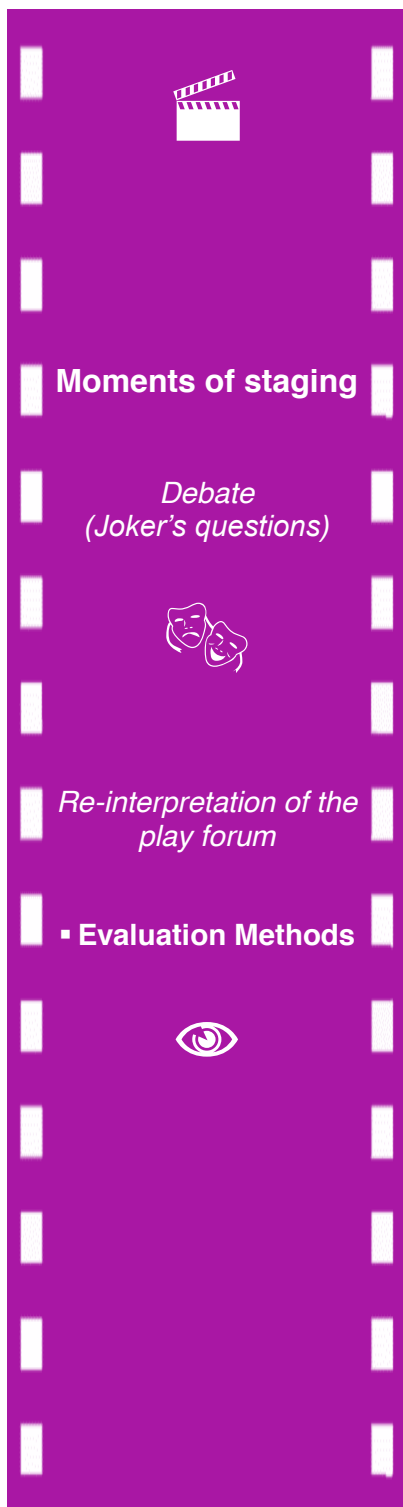 Moments of staging
Debate
(Joker’s questions)
Re-interpretation of the
play forum
▪ Evaluation Methods